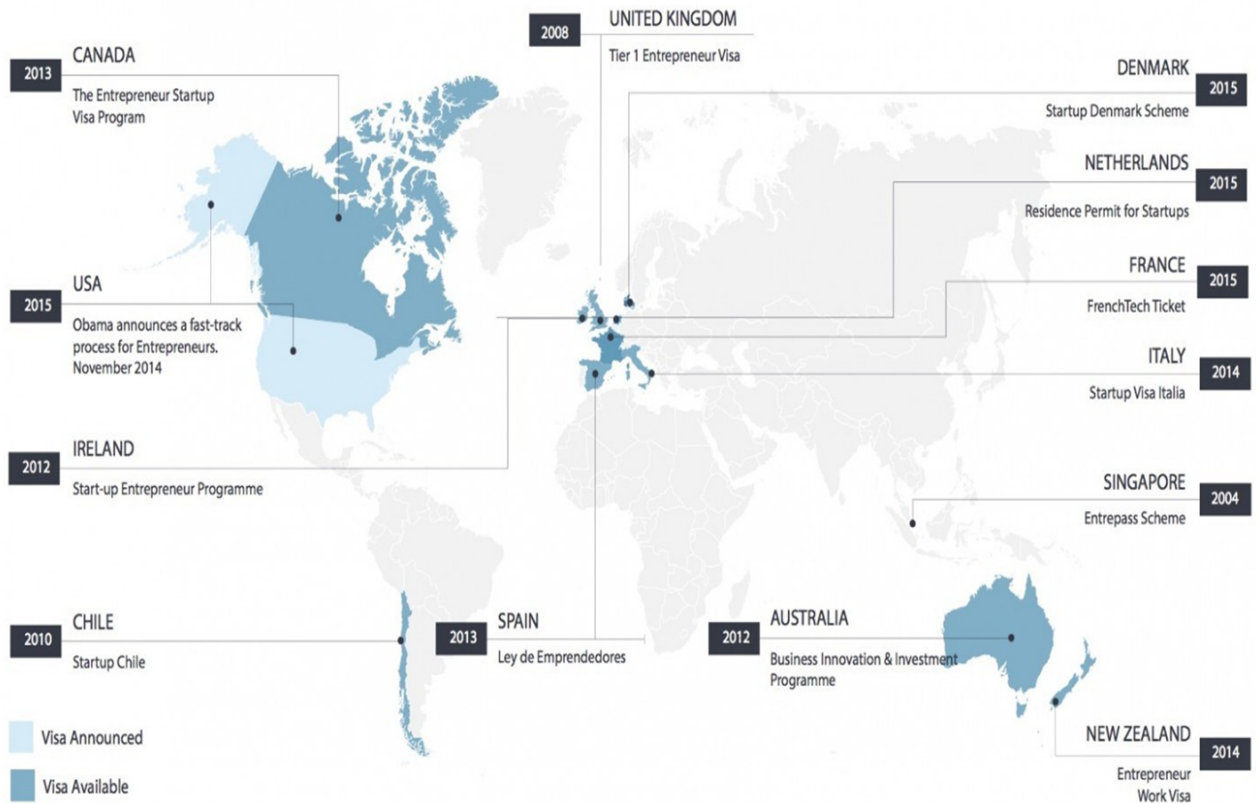 2008
UNITED KINGDOM
Tier 1 Entrepreneur Visa
2013
CANADA
The Entrepreneur Startup
Visa Program
DENMARK
2015
Startup Denmark Scheme
NETHERLANDS
2015
Residence Permit for Startups
FRANCE
2015
FrenchTech Ticket
2015
USA
Obama announces a fast-track
process for Entrepreneurs.
November 2014
ITALY
2014
Startup Visa Italia
2012
IRELAND
Start-up Entrepreneur Programme
SINGAPORE
2004
Entrepass Scheme
2010
CHILE
Startup Chile
2013
SPAIN
Ley de Emprendedores
2012
AUSTRALIA
Business Innovation & Investment
Programme
NEW ZEALAND
2014
Entrepreneur
Work Visa
Visa Announced
Visa Available